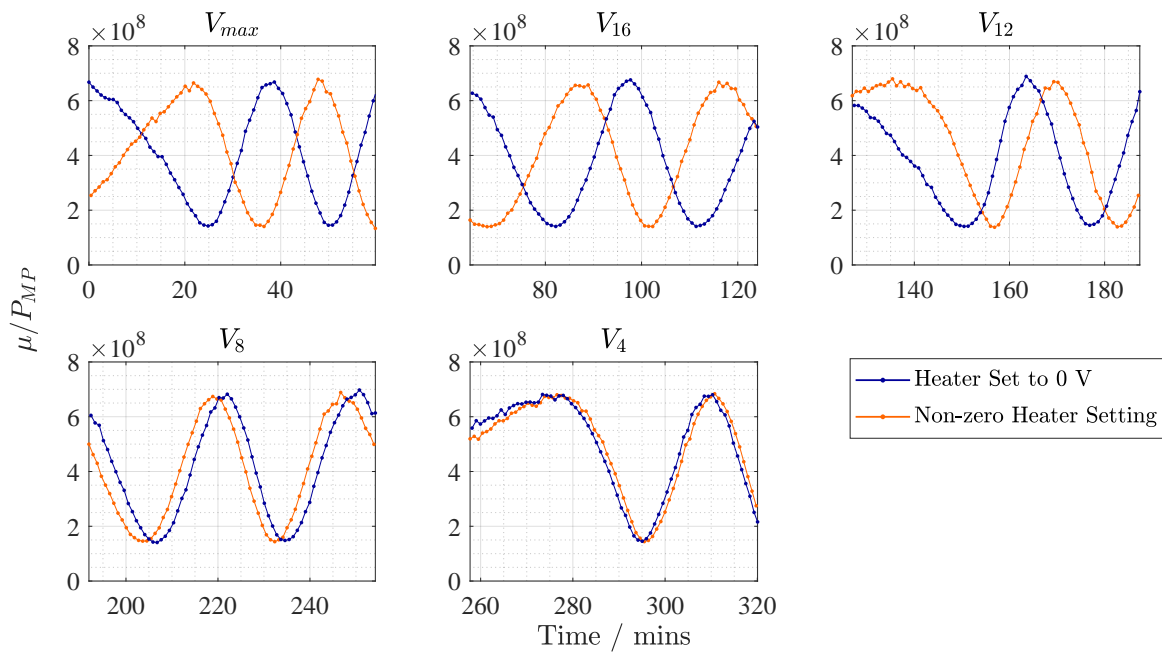 V_max
×10^8
8
6
4
2
0
0 20 40
V_16
×10^8
8
6
4
2
0
80 100 120
V_12
×10^8
8
6
4
2
0
140 160 180
μ/P_MP
V_8
×10^8
8
6
4
2
0
200 220 240
V_4
×10^8
8
6
4
2
0
260 280 300 320
Time / mins
Heater Set to 0 V
Non-zero Heater Setting